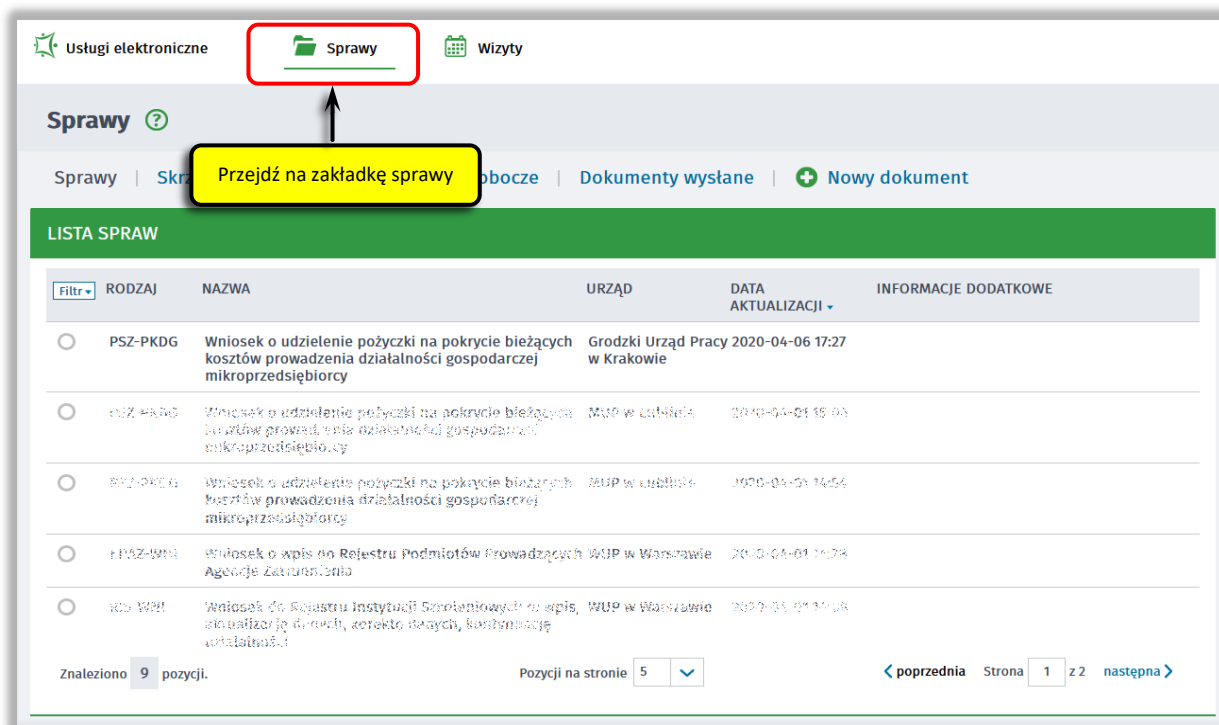 Usługi elektroniczne Sprawy Wizyty
Sprawy ?
Przejdź na zakładkę sprawy
Sprawy | Skrz obocze | Dokumenty wysłane | Nowy dokument
LISTA SPRAW
Filtr RODZAJ NAZWA URZĄD DATA INFORMACJE DODATKOWE
AKTUALIZACJI
PSZ-PKDG Wniosek o udzielenie pożyczki na pokrycie bieżących Grodzki Urząd Pracy 2020-04-06 17:27
kosztów prowadzenia działalności gospodarczej w Krakowie
mikroprzedsiębiorcy
Wniosek o udzielenie pożyczki na pokrycie bieżących MUP w Lublinie
kosztów prowadzenia działalności gospodarczej
mikroprzedsiębiorcy
Wniosek o udzielenie pożyczki na pokrycie bieżących MUP w Lublinie
kosztów prowadzenia działalności gospodarczej
mikroprzedsiębiorcy
Wniosek o wpis do Rejestru Podmiotów Prowadzących WUP w Warszawie
Agencje Zatrudnienia
Wniosek do Rejestru Instytucji Szkoleniowych o: wpis, WUP w Warszawie
aktualizację danych, korektę danych, kontynuację
działalności
Znaleziono 9 pozycji. Pozycji na stronie 5 poprzednia Strona 1 z 2 następna